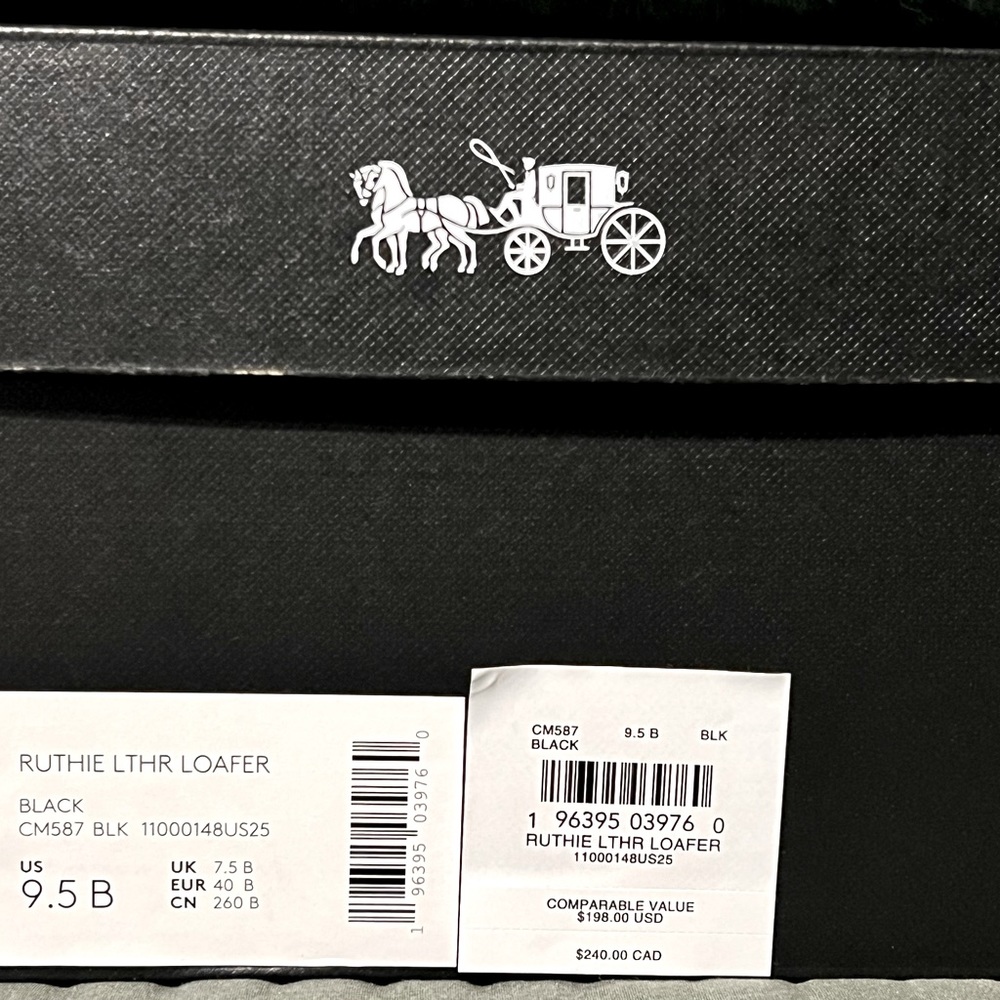 RUTHIE LTHR LOAFER
BLACK
CM587 BLK 11000148US25
US
9.5 B
UK 7.5 B
EUR 40 B
CN 260 B
1 96395 03976 0
CM587 9.5 B BLK
BLACK
1 96395 03976 0
RUTHIE LTHR LOAFER
11000148US25
COMPARABLE VALUE
$198.00 USD
$240.00 CAD